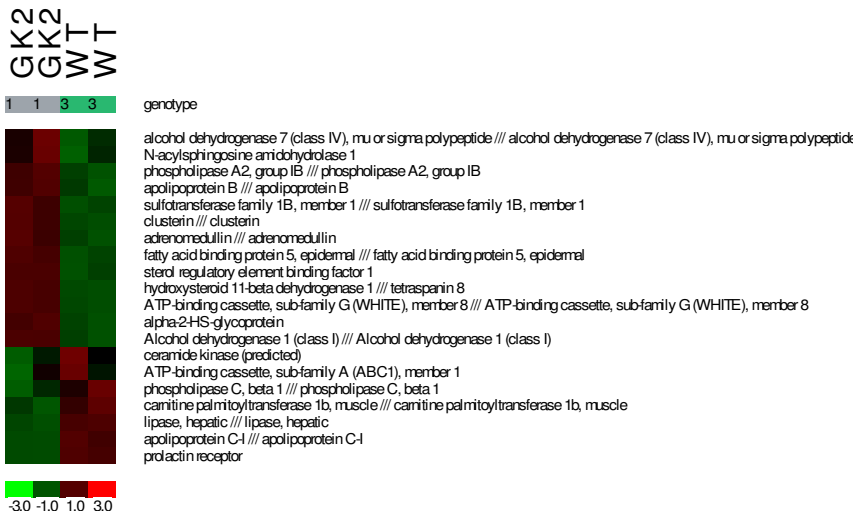 GK2 GK2 WT WT
1 1 3 3 genotype
alcohol dehydrogenase 7 (class IV), mu or sigma polypeptide /// alcohol dehydrogenase 7 (class IV), mu or sigma polypeptide
N-acylsphingosine amidohydrolase 1
phospholipase A2, group IB /// phospholipase A2, group IB
apolipoprotein B /// apolipoprotein B
sulfotransferase family 1B, member 1 /// sulfotransferase family 1B, member 1
clusterin /// clusterin
adrenomedullin /// adrenomedullin
fatty acid binding protein 5, epidermal /// fatty acid binding protein 5, epidermal
sterol regulatory element binding factor 1
hydroxysteroid 11-beta dehydrogenase 1 /// tetraspanin 8
ATP-binding cassette, sub-family G (WHITE), member 8 /// ATP-binding cassette, sub-family G (WHITE), member 8
alpha-2-HS-glycoprotein
Alcohol dehydrogenase 1 (class I) /// Alcohol dehydrogenase 1 (class I)
ceramide kinase (predicted)
ATP-binding cassette, sub-family A (ABC1), member 1
phospholipase C, beta 1 /// phospholipase C, beta 1
carnitine palmitoyltransferase 1b, muscle /// carnitine palmitoyltransferase 1b, muscle
lipase, hepatic /// lipase, hepatic
apolipoprotein C-I /// apolipoprotein C-I
prolactin receptor
-3.0 -1.0 1.0 3.0